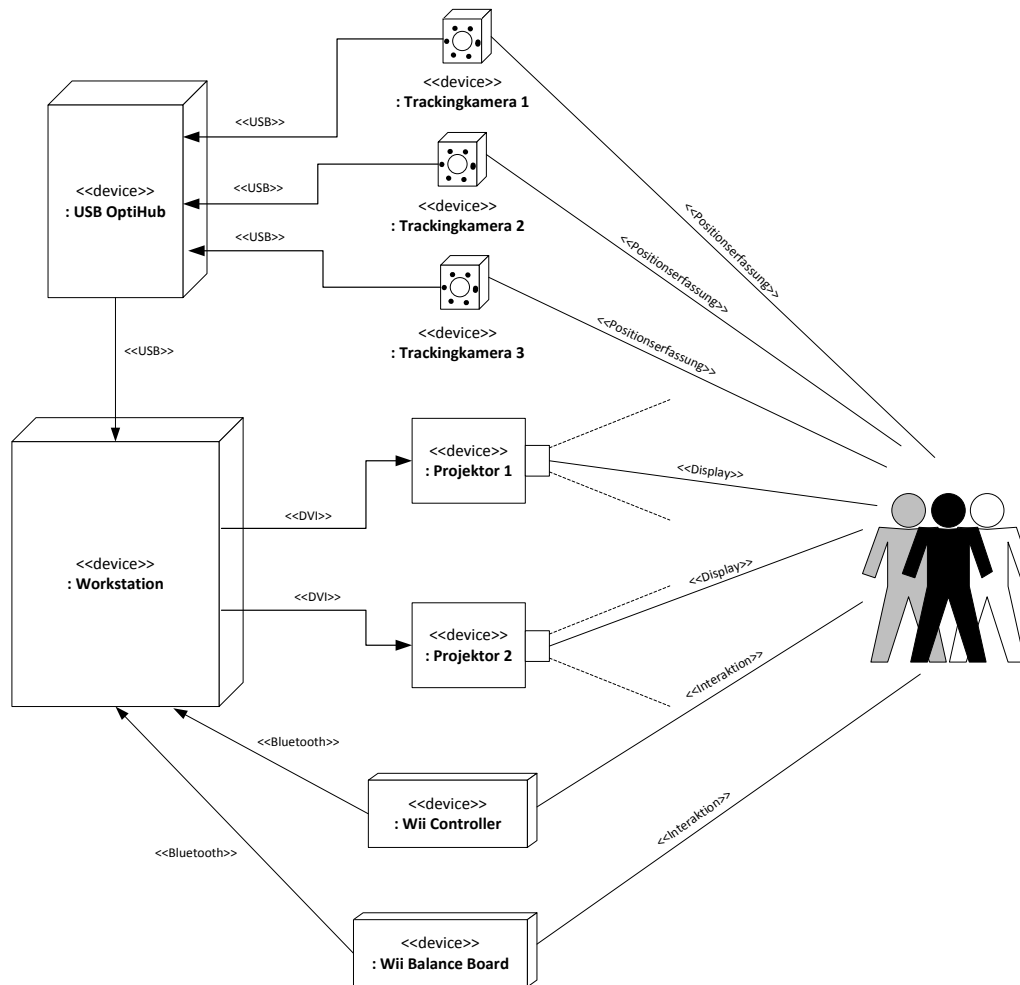 <<device>>
: Trackingkamera 1
<<USB>>
<<device>>
: USB OptiHub
<<USB>>
<<device>>
: Trackingkamera 2
<<USB>>
<<device>>
: Trackingkamera 3
<<Positionserfassung>>
<<Positionserfassung>>
<<Positionserfassung>>
<<USB>>
<<device>>
: Workstation
<<DVI>>
<<device>>
: Projektor 1
<<Display>>
<<DVI>>
<<device>>
: Projektor 2
<<Display>>
<<Interaktion>>
<<Bluetooth>>
<<device>>
: Wii Controller
<<Interaktion>>
<<Bluetooth>>
<<device>>
: Wii Balance Board